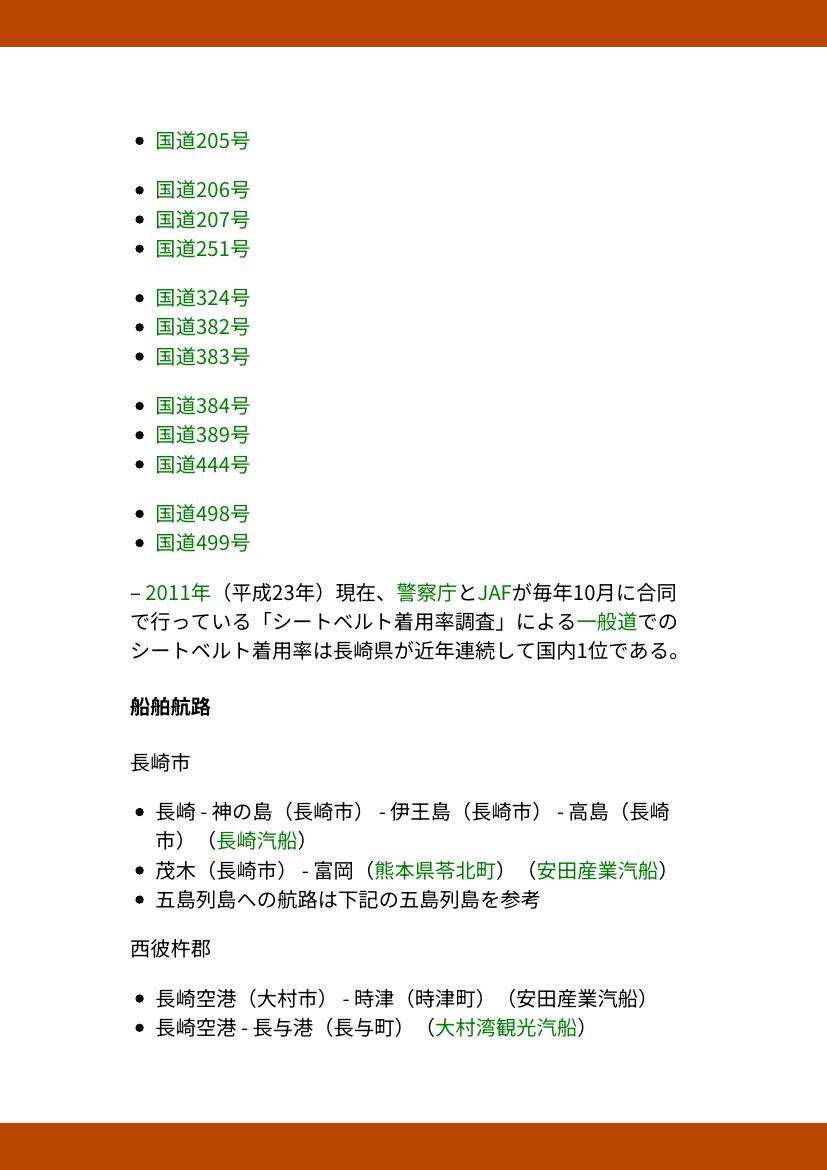 • 国道205号
• 国道206号
• 国道207号
• 国道251号
• 国道324号
• 国道382号
• 国道383号
• 国道384号
• 国道389号
• 国道444号
• 国道498号
• 国道499号
– 2011年（平成23年）現在、警察庁とJAFが毎年10月に合同
で行っている「シートベルト着用率調査」による一般道での
シートベルト着用率は長崎県が近年連続して国内1位である。
船舶航路
長崎市
• 長崎 - 神の島（長崎市） - 伊王島（長崎市） - 高島（長崎
市）（長崎汽船）
• 茂木（長崎市） - 富岡（熊本県苓北町）（安田産業汽船）
• 五島列島への航路は下記の五島列島を参考
西彼杵郡
• 長崎空港（大村市） - 時津（時津町）（安田産業汽船）
• 長崎空港 - 長与港（長与町）（大村湾観光汽船）